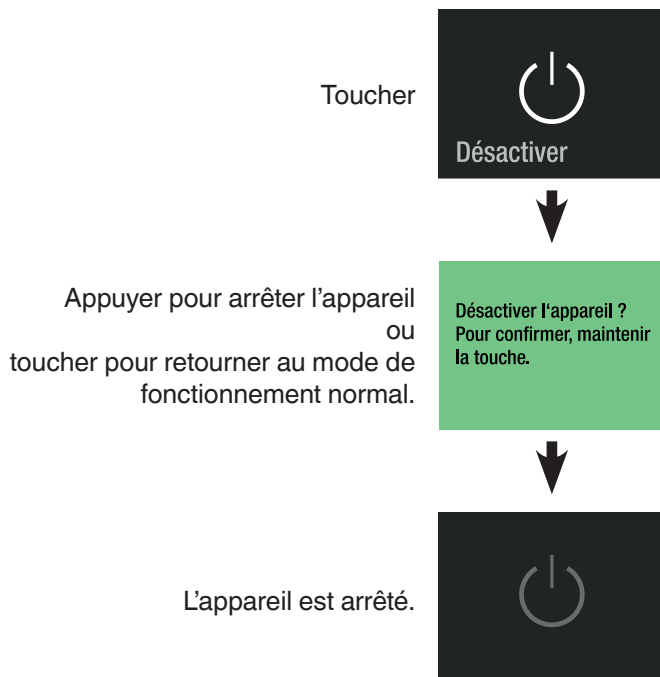 Toucher
Désactiver
Appuyer pour arrêter l’appareil
ou
toucher pour retourner au mode de
fonctionnement normal.
Désactiver l‘appareil ?
Pour confirmer, maintenir
la touche.
L’appareil est arrêté.